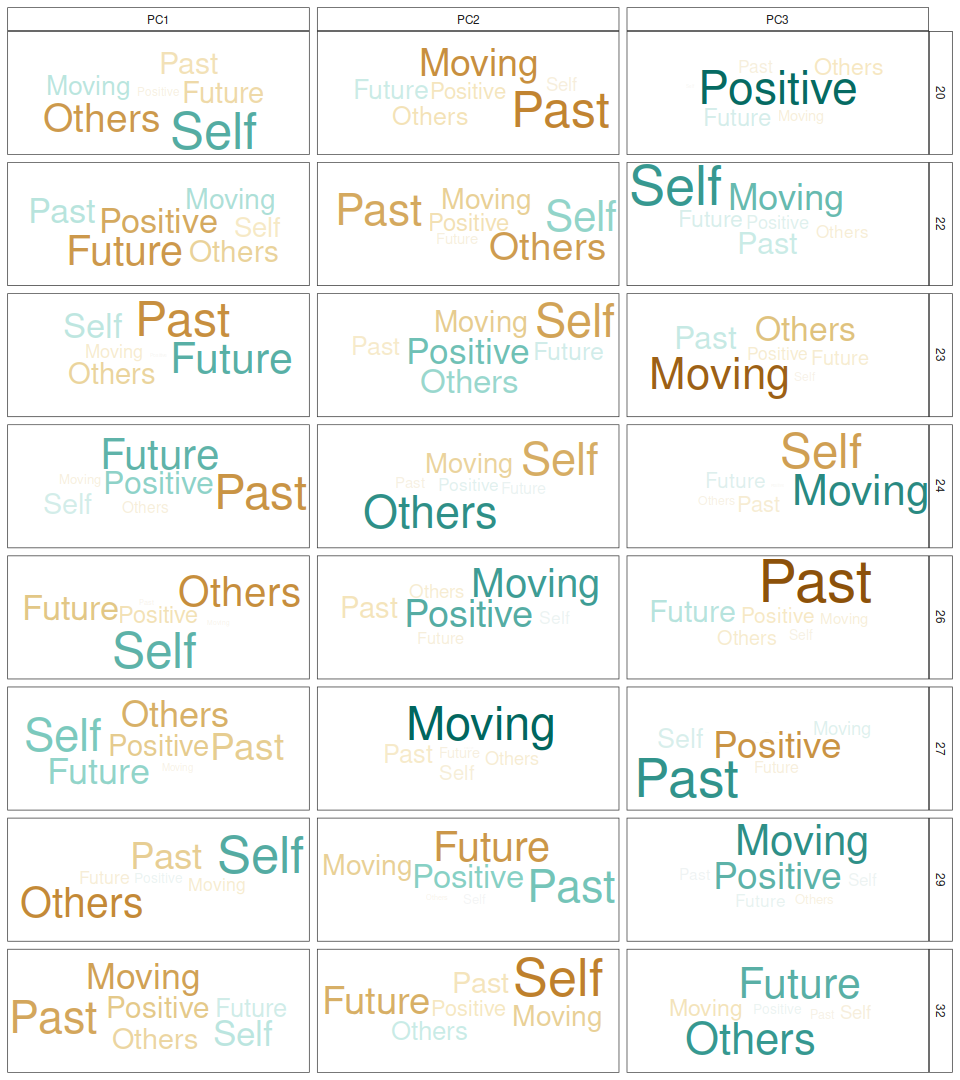 PC1 PC2 PC3
Past
Moving Positive Future
Others Self
Moving
Future Positive Self
Others Past
Past Others
Positive
Future Moving
20
Moving
Past Positive Self
Future Others
Past Moving Self
Positive
Future Others
Self Moving
Future Positive Others
Past
22
Past
Self
Moving Future
Others
Moving Self
Past Positive Future
Others
Others
Past Positive Future
Moving Self
23
Future
Moving Positive Past
Self Others
Moving Self
Past Positive Future
Others
Self
Future
Others Past Moving
24
Others
Future Positive
Self
Others Moving
Past Positive Self
Future
Past
Future Positive Moving
Others Self
26
Others
Self Positive Past
Future Moving
Moving
Past Future Others
Self
Moving
Self Positive
Past Future
27
Past Self
Future Positive Moving
Others
Future
Moving Positive Past
Self
Moving
Past Positive Self
Future Others
29
Moving
Past Positive Future
Others Self
Past Self
Future Positive Moving
Others
Future
Moving Positive Past Self
Others
32